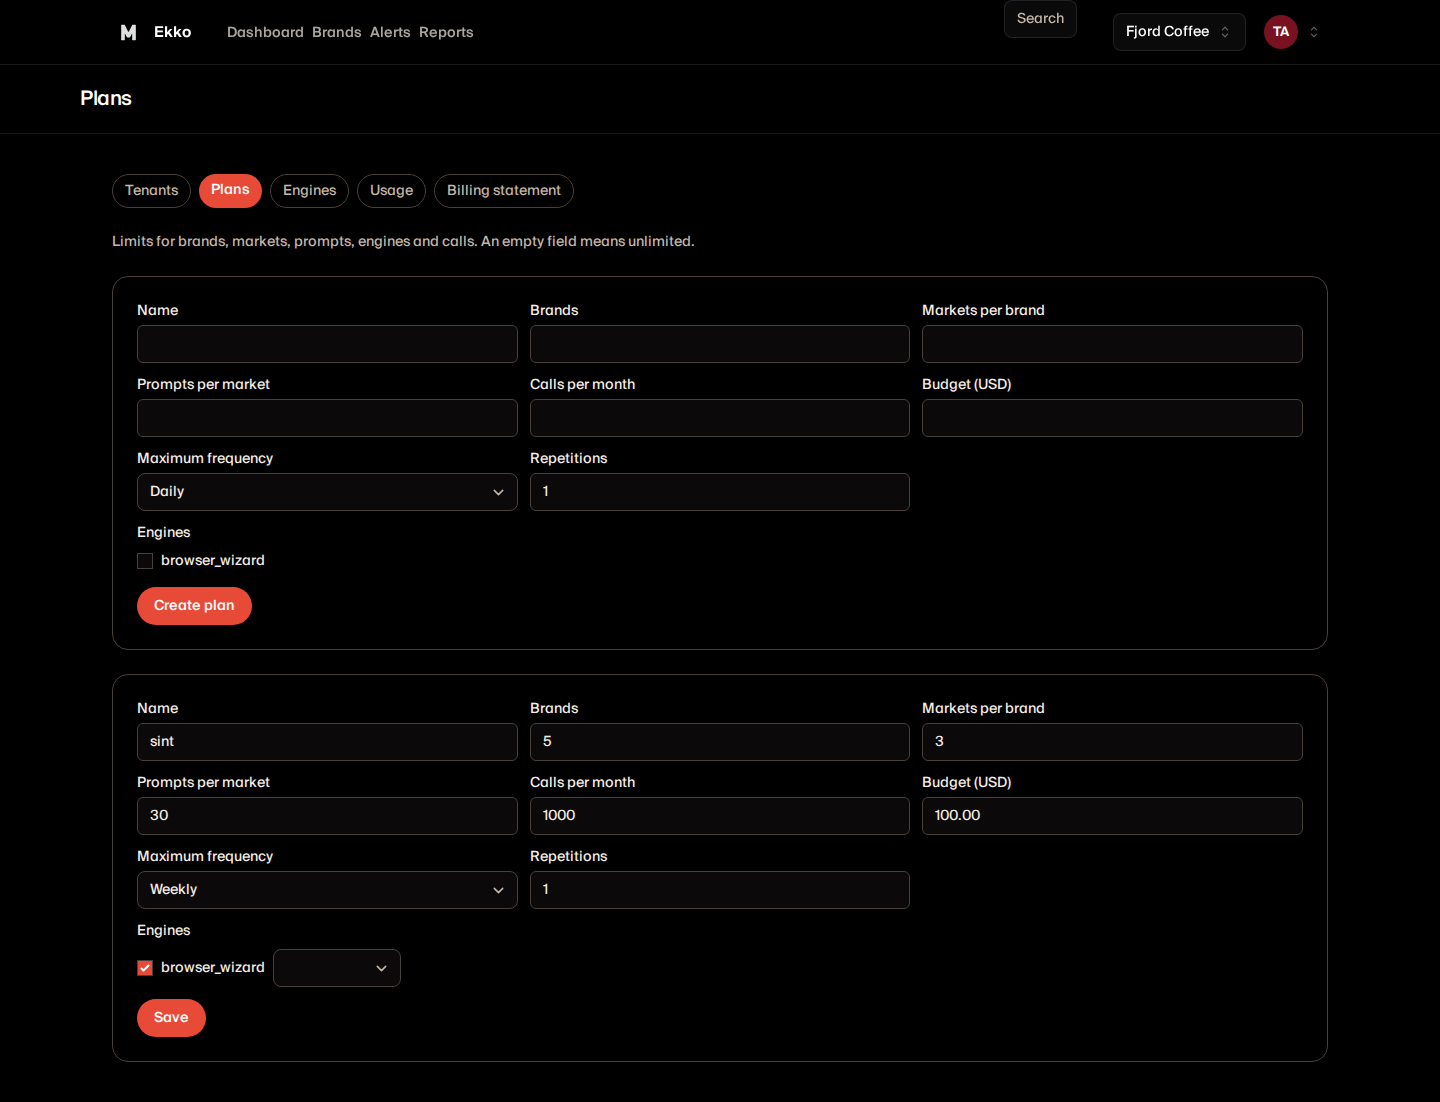 Ekko Dashboard Brands Alerts Reports Search Fjord Coffee TA
Plans
Tenants Plans Engines Usage Billing statement
Limits for brands, markets, prompts, engines and calls. An empty field means unlimited.
Name Brands Markets per brand
Prompts per market Calls per month Budget (USD)
Maximum frequency Repetitions
Daily 1
Engines
browser_wizard
Create plan
Name Brands Markets per brand
sint 5 3
Prompts per market Calls per month Budget (USD)
30 1000 100.00
Maximum frequency Repetitions
Weekly 1
Engines
browser_wizard
Save